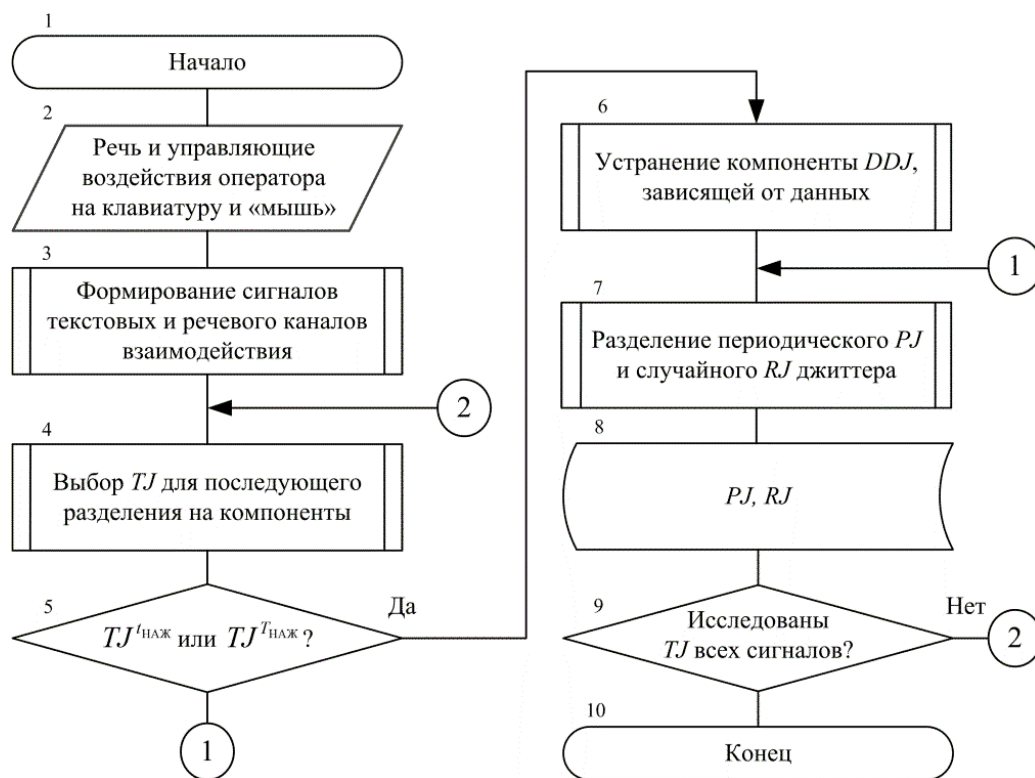 1
Начало
2
Речь и управляющие
воздействия оператора
на клавиатуру и «мышь»
3
Формирование сигналов
текстовых и речевого каналов
взаимодействия
2
4
Выбор TJ для последующего
разделения на компоненты
5
Да
TJ^tНАЖ или TJ^TНАЖ ?
1
6
Устранение компоненты DDJ,
зависящей от данных
1
7
Разделение периодического PJ
и случайного RJ джиттера
8
PJ, RJ
9
Нет
Исследованы
TJ всех сигналов?
2
10
Конец